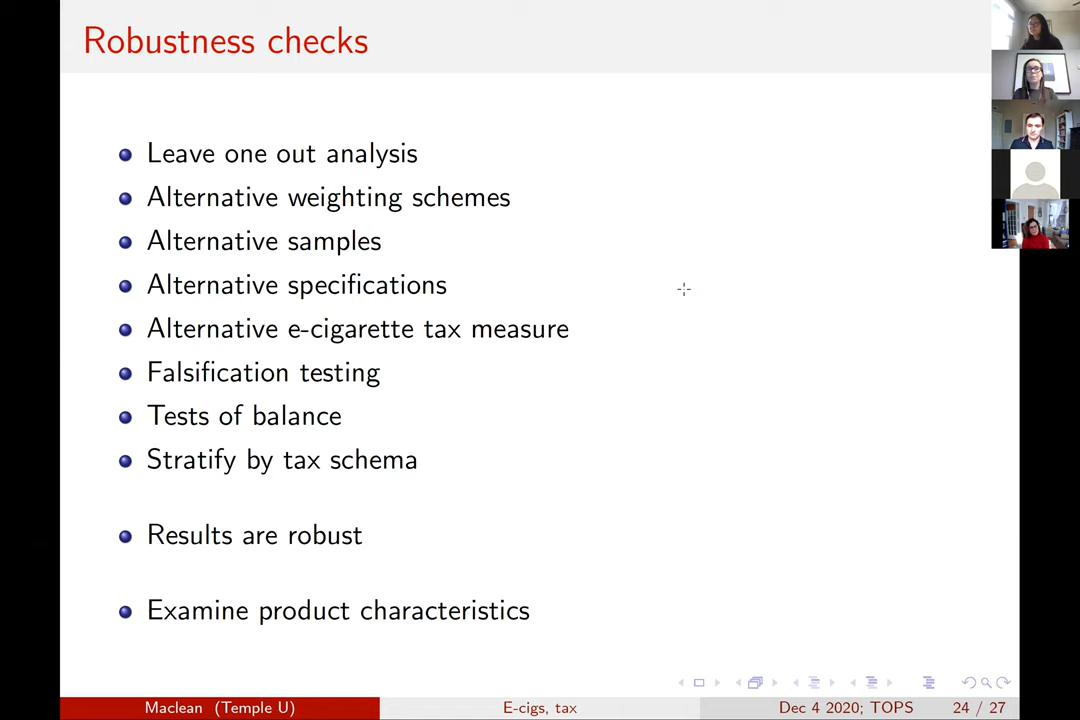 Robustness checks
Leave one out analysis
Alternative weighting schemes
Alternative samples
Alternative specifications
Alternative e-cigarette tax measure
Falsification testing
Tests of balance
Stratify by tax schema
Results are robust
Examine product characteristics
Maclean (Temple U) E-cigs, tax Dec 4 2020; TOPS 24 / 27